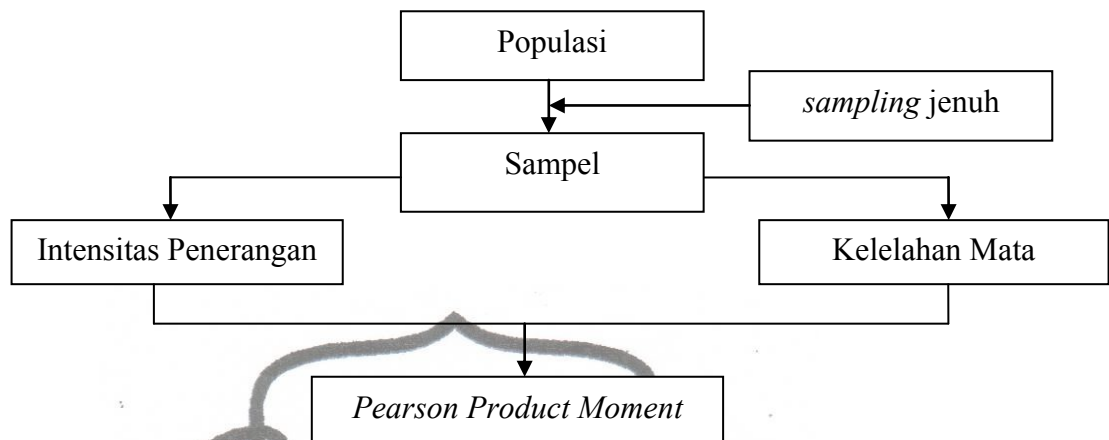 Populasi
sampling jenuh
Sampel
Intensitas Penerangan
Kelelahan Mata
Pearson Product Moment